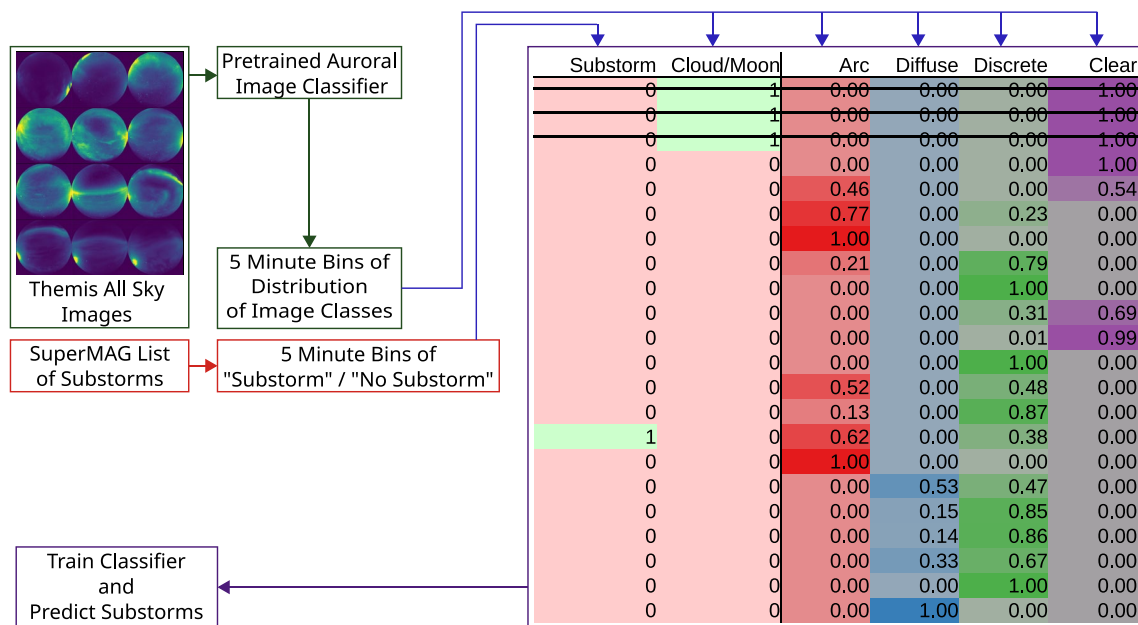 Themis All Sky
Images
Pretrained Auroral
Image Classifier
5 Minute Bins of
Distribution
of Image Classes
SuperMAG List
of Substorms
5 Minute Bins of
"Substorm" / "No Substorm"
Train Classifier
and
Predict Substorms
Substorm Cloud/Moon Arc Diffuse Discrete Clear
0 1 0.00 0.00 0.00 1.00
0 1 0.00 0.00 0.00 1.00
0 1 0.00 0.00 0.00 1.00
0 0 0.00 0.00 0.00 1.00
0 0 0.46 0.00 0.00 0.54
0 0 0.77 0.00 0.23 0.00
0 0 1.00 0.00 0.00 0.00
0 0 0.21 0.00 0.79 0.00
0 0 0.00 0.00 1.00 0.00
0 0 0.00 0.00 0.31 0.69
0 0 0.00 0.00 0.01 0.99
0 0 0.00 0.00 1.00 0.00
0 0 0.52 0.00 0.48 0.00
0 0 0.13 0.00 0.87 0.00
1 0 0.62 0.00 0.38 0.00
0 0 1.00 0.00 0.00 0.00
0 0 0.00 0.53 0.47 0.00
0 0 0.00 0.15 0.85 0.00
0 0 0.00 0.14 0.86 0.00
0 0 0.00 0.33 0.67 0.00
0 0 0.00 0.00 1.00 0.00
0 0 0.00 1.00 0.00 0.00